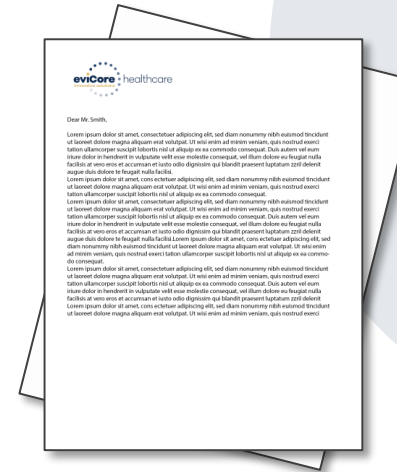 eviCore healthcare
innovative solutions
Dear Mr. Smith,
Lorem ipsum dolor sit amet, consectetuer adipiscing elit, sed diam nonummy nibh euismod tincidunt
ut laoreet dolore magna aliquam erat volutpat. Ut wisi enim ad minim veniam, quis nostrud exerci
tation ullamcorper suscipit lobortis nisl ut aliquip ex ea commodo consequat. Duis autem vel eum
iriure dolor in hendrerit in vulputate velit esse molestie consequat, vel illum dolore eu feugiat nulla
facilisis at vero eros et accumsan et iusto odio dignissim qui blandit praesent luptatum zzril delenit
augue duis dolore te feugait nulla facilisi.
Lorem ipsum dolor sit amet, cons ectetuer adipiscing elit, sed diam nonummy nibh euismod tincidunt
ut laoreet dolore magna aliquam erat volutpat. Ut wisi enim ad minim veniam, quis nostrud exerci
tation ullamcorper suscipit lobortis nisl ut aliquip ex ea commodo consequat.
Lorem ipsum dolor sit amet, consectetuer adipiscing elit, sed diam nonummy nibh euismod tincidunt
ut laoreet dolore magna aliquam erat volutpat. Ut wisi enim ad minim veniam, quis nostrud exerci
tation ullamcorper suscipit lobortis nisl ut aliquip ex ea commodo consequat. Duis autem vel eum
iriure dolor in hendrerit in vulputate velit esse molestie consequat, vel illum dolore eu feugiat nulla
facilisis at vero eros et accumsan et iusto odio dignissim qui blandit praesent luptatum zzril delenit
augue duis dolore te feugait nulla facilisi.Lorem ipsum dolor sit amet, cons ectetuer adipiscing elit, sed
diam nonummy nibh euismod tincidunt ut laoreet dolore magna aliquam erat volutpat. Ut wisi enim
ad minim veniam, quis nostrud exerci tation ullamcorper suscipit lobortis nisl ut aliquip ex ea commo-
do consequat.
Lorem ipsum dolor sit amet, consectetuer adipiscing elit, sed diam nonummy nibh euismod tincidunt
ut laoreet dolore magna aliquam erat volutpat. Ut wisi enim ad minim veniam, quis nostrud exerci
tation ullamcorper suscipit lobortis nisl ut aliquip ex ea commodo consequat. Duis autem vel eum
iriure dolor in hendrerit in vulputate velit esse molestie consequat, vel illum dolore eu feugiat nulla
facilisis at vero eros et accumsan et iusto odio dignissim qui blandit praesent luptatum zzril delenit
Lorem ipsum dolor sit amet, cons ectetuer adipiscing elit, sed diam nonummy nibh euismod tincidunt
ut laoreet dolore magna aliquam erat volutpat. Ut wisi enim ad minim veniam, quis nostrud exerci